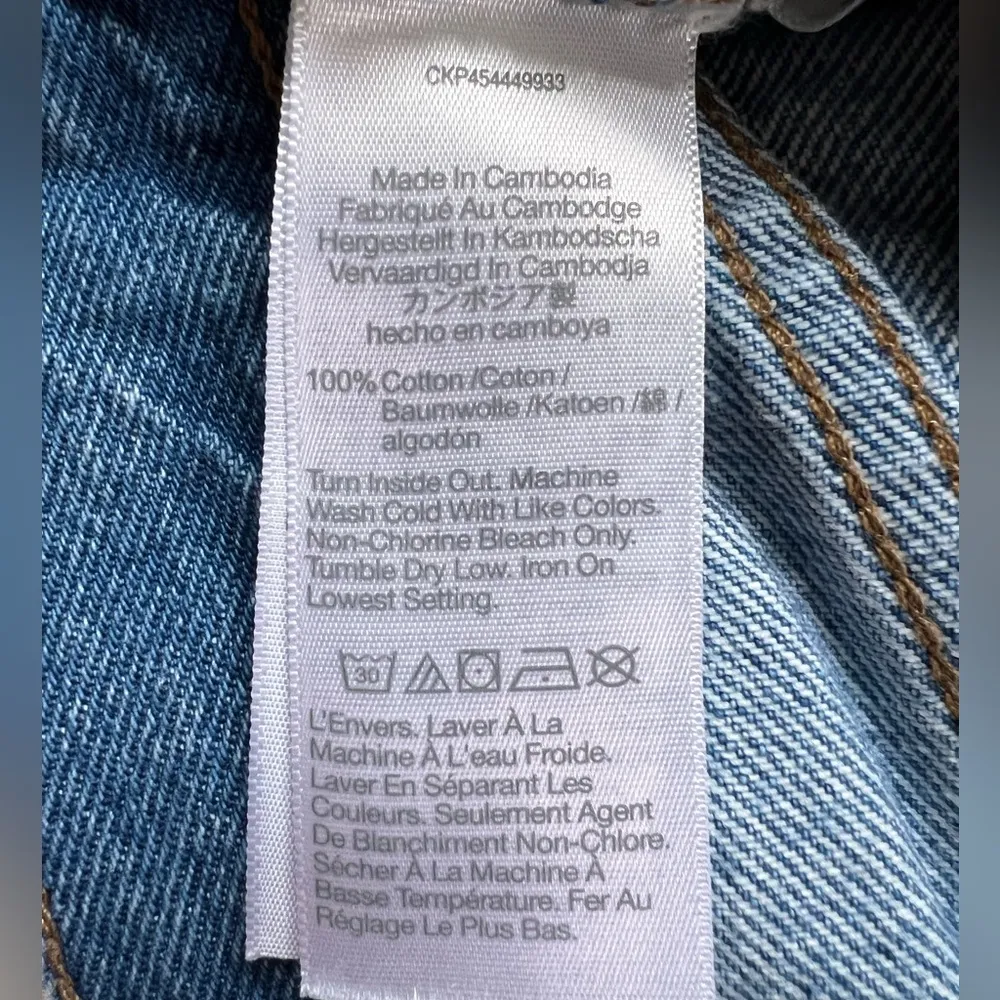 CKP454449933
Made In Cambodia
Fabriqué Au Cambodge
Hergestellt In Kambodscha
Vervaardigd In Cambodja
カンボジア製
hecho en camboya
100% Cotton /Coton /
Baumwolle /Katoen /綿 /
algodón
Turn Inside Out. Machine
Wash Cold With Like Colors.
Non-Chlorine Bleach Only.
Tumble Dry Low. Iron On
Lowest Setting.
30
L'Envers. Laver À La
Machine À L'eau Froide.
Laver En Séparant Les
Couleurs. Seulement Agent
De Blanchiment Non-Chlore.
Sécher À La Machine À
Basse Température. Fer Au
Réglage Le Plus Bas.